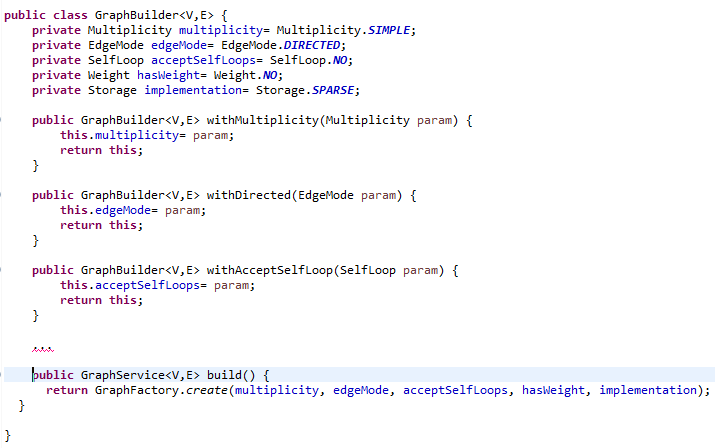 public class GraphBuilder<V,E> {
private Multiplicity multiplicity= Multiplicity.SIMPLE;
private EdgeMode edgeMode= EdgeMode.DIRECTED;
private SelfLoop acceptSelfLoops= SelfLoop.NO;
private Weight hasWeight= Weight.NO;
private Storage implementation= Storage.SPARSE;
public GraphBuilder<V,E> withMultiplicity(Multiplicity param) {
this.multiplicity= param;
return this;
}
public GraphBuilder<V,E> withDirected(EdgeMode param) {
this.edgeMode= param;
return this;
}
public GraphBuilder<V,E> withAcceptSelfLoop(SelfLoop param) {
this.acceptSelfLoops= param;
return this;
}
...
public GraphService<V,E> build() {
return GraphFactory.create(multiplicity, edgeMode, acceptSelfLoops, hasWeight, implementation);
}
}